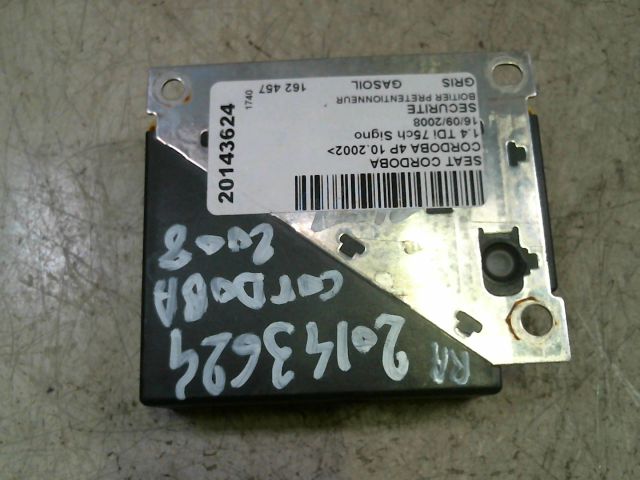 SEAT CORDOBA
CORDOBA 4P 10.2002>
1.4 TDI 75ch Signo
16/09/2008
SECURITE
BOITIER PRETENTIONNEUR
GRIS
GASOIL
162 457
1740
20143624
RA
20143624
CorDoBA
2008